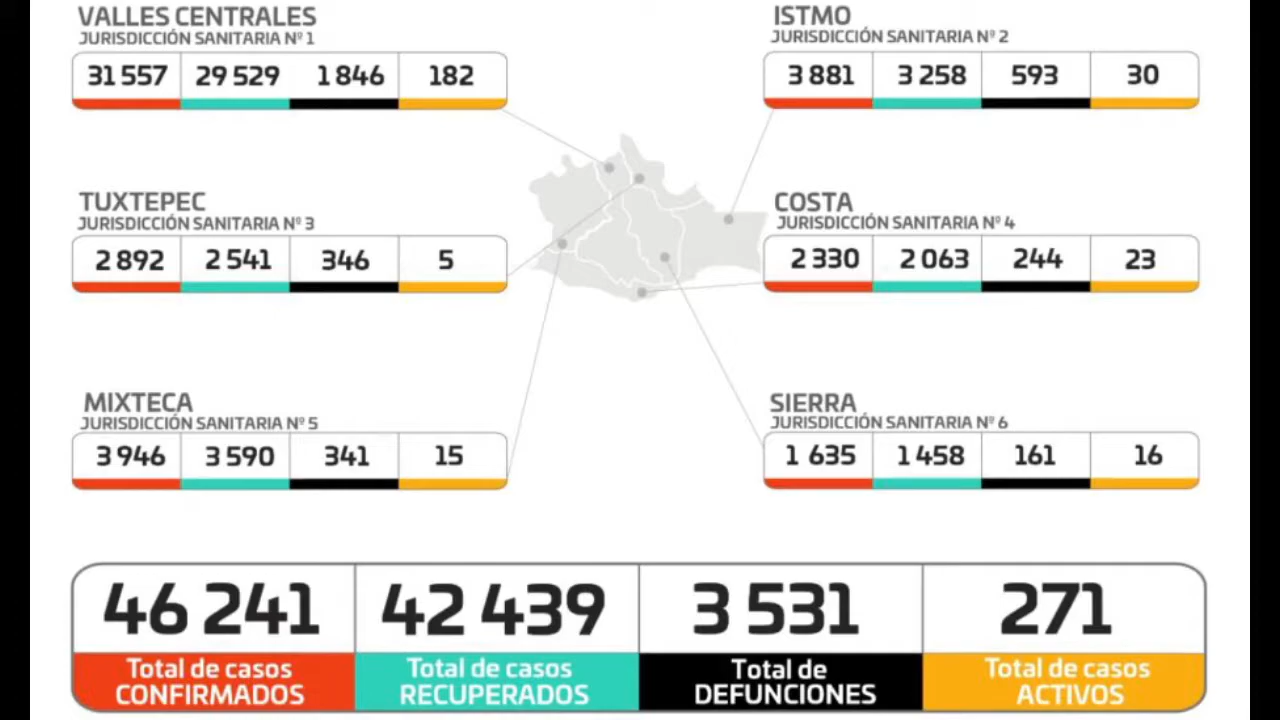 VALLES CENTRALES
JURISDICCIÓN SANITARIA Nº 1
31 557 29 529 1 846 182
ISTMO
JURISDICCIÓN SANITARIA Nº 2
3 881 3 258 593 30
TUXTEPEC
JURISDICCIÓN SANITARIA Nº 3
2 892 2 541 346 5
COSTA
JURISDICCIÓN SANITARIA Nº 4
2 330 2 063 244 23
MIXTECA
JURISDICCIÓN SANITARIA Nº 5
3 946 3 590 341 15
SIERRA
JURISDICCIÓN SANITARIA Nº 6
1 635 1 458 161 16
46 241 42 439 3 531 271
Total de casos Total de casos Total de Total de casos
CONFIRMADOS RECUPERADOS DEFUNCIONES ACTIVOS